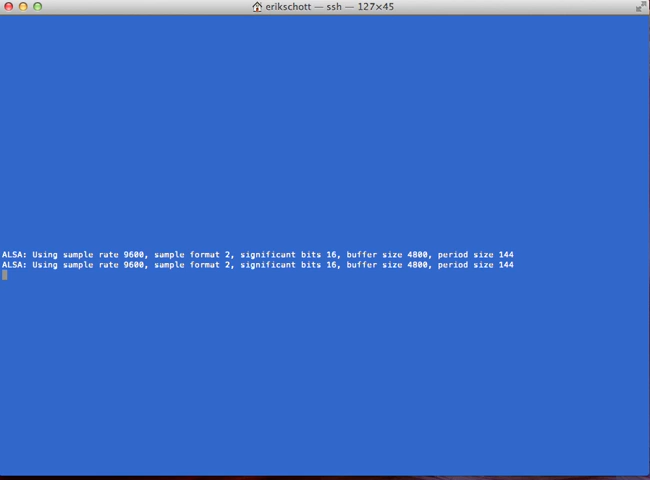 erikschott — ssh — 127×45
ALSA: Using sample rate 9600, sample format 2, significant bits 16, buffer size 4800, period size 144
ALSA: Using sample rate 9600, sample format 2, significant bits 16, buffer size 4800, period size 144